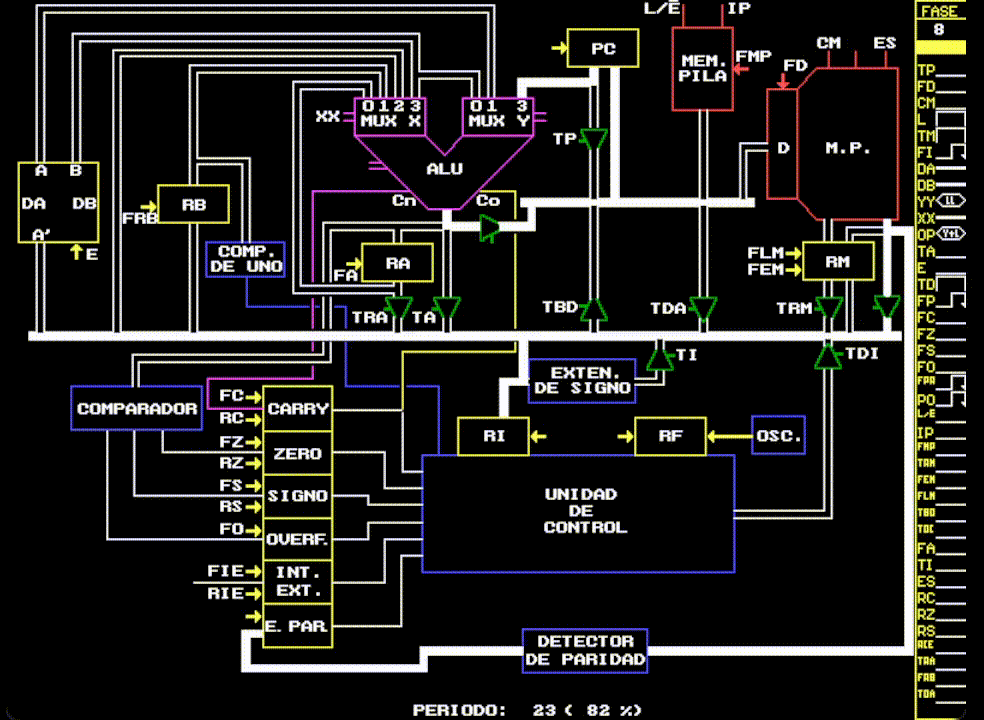 L/E IP
FASE
8
PC
CM ES
FMP
MEM.
PILA
FD
0 1 2 3
MUX X
0 1 3
MUX Y
XX
TP
ALU
D
M.P.
A B
DA DB
A'
E
FRB
RB
Cn
Co
COMP.
DE UNO
FA
RA
FLM
FEM
RM
TRA
TA
TBD
TDA
TRM
TI
TDI
EXTEN.
DE SIGNO
COMPARADOR
FC
RC
CARRY
FZ
RZ
ZERO
FS
RS
SIGNO
FO
OVERF.
FIE
RIE
INT.
EXT.
E. PAR.
RI
RF
OSC.
UNIDAD
DE
CONTROL
DETECTOR
DE PARIDAD
PERIODO: 23 ( 82 %)
TP
FD
CM
L
TM
FI
DA
DB
YY LL
XX
OP Y+L
TA
E
TD
FP
FC
FZ
FS
FO
PO
L/E
IP
FMP
TRM
FEM
FLM
TBD
FA
TI
ES
RC
RZ
RS
TRA
FRB
TDA